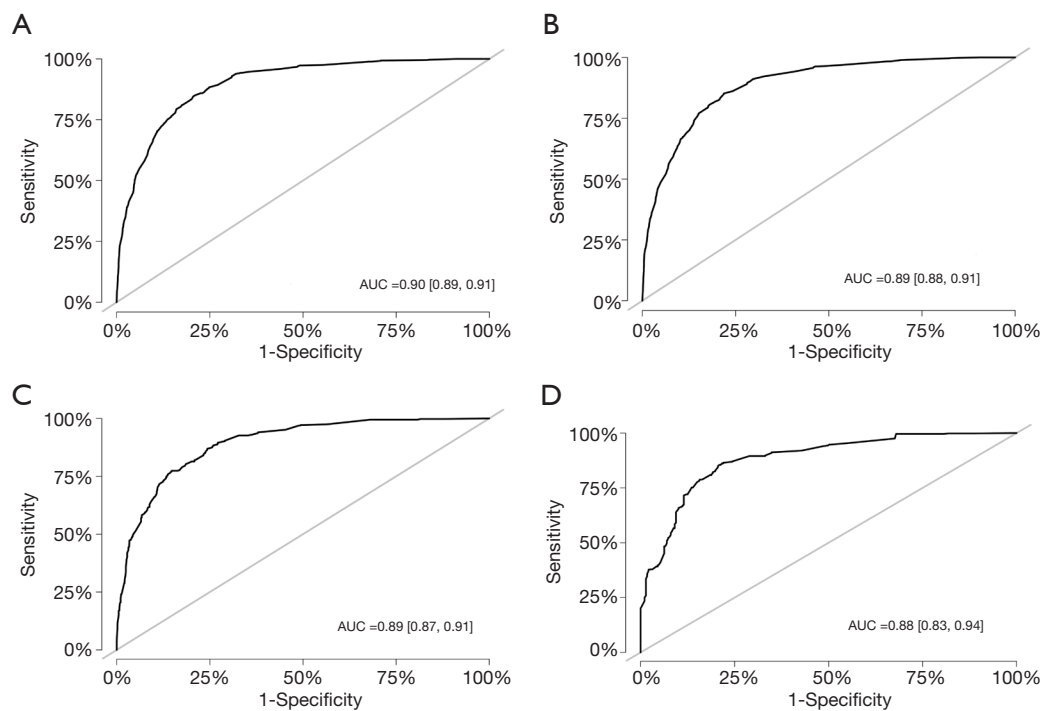 A
100%
75%
50%
25%
0%
Sensitivity
AUC =0.90 [0.89, 0.91]
0% 25% 50% 75% 100%
1-Specificity
B
100%
75%
50%
25%
0%
Sensitivity
AUC =0.89 [0.88, 0.91]
0% 25% 50% 75% 100%
1-Specificity
C
100%
75%
50%
25%
0%
Sensitivity
AUC =0.89 [0.87, 0.91]
0% 25% 50% 75% 100%
1-Specificity
D
100%
75%
50%
25%
0%
Sensitivity
AUC =0.88 [0.83, 0.94]
0% 25% 50% 75% 100%
1-Specificity